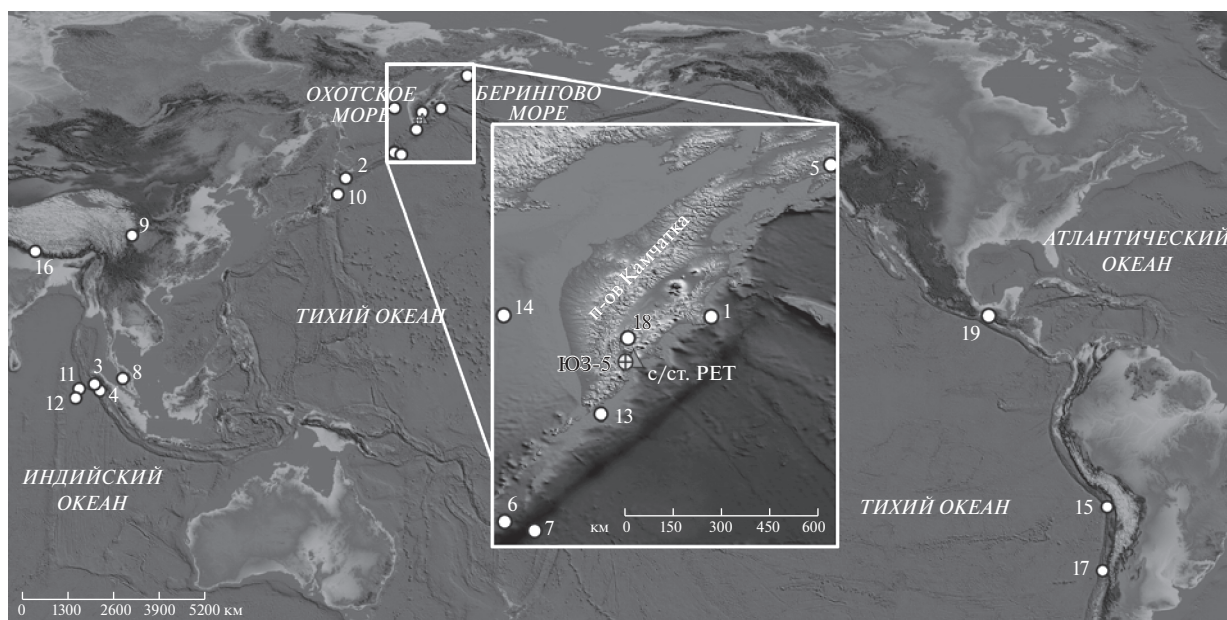 ОХОТСКОЕ
МОРЕ
БЕРИНГОВО
МОРЕ
2
10
9
16
5
п-ов Камчатка
АТЛАНТИЧЕСКИЙ
ОКЕАН
14
1
18
ТИХИЙ ОКЕАН
19
ЮЗ-5
с/ст. PET
11
3
8
4
12
13
ИНДИЙСКИЙ
ОКЕАН
ТИХИЙ ОКЕАН
15
6
7
км 0 150 300 450 600
17
0 1300 2600 3900 5200 км